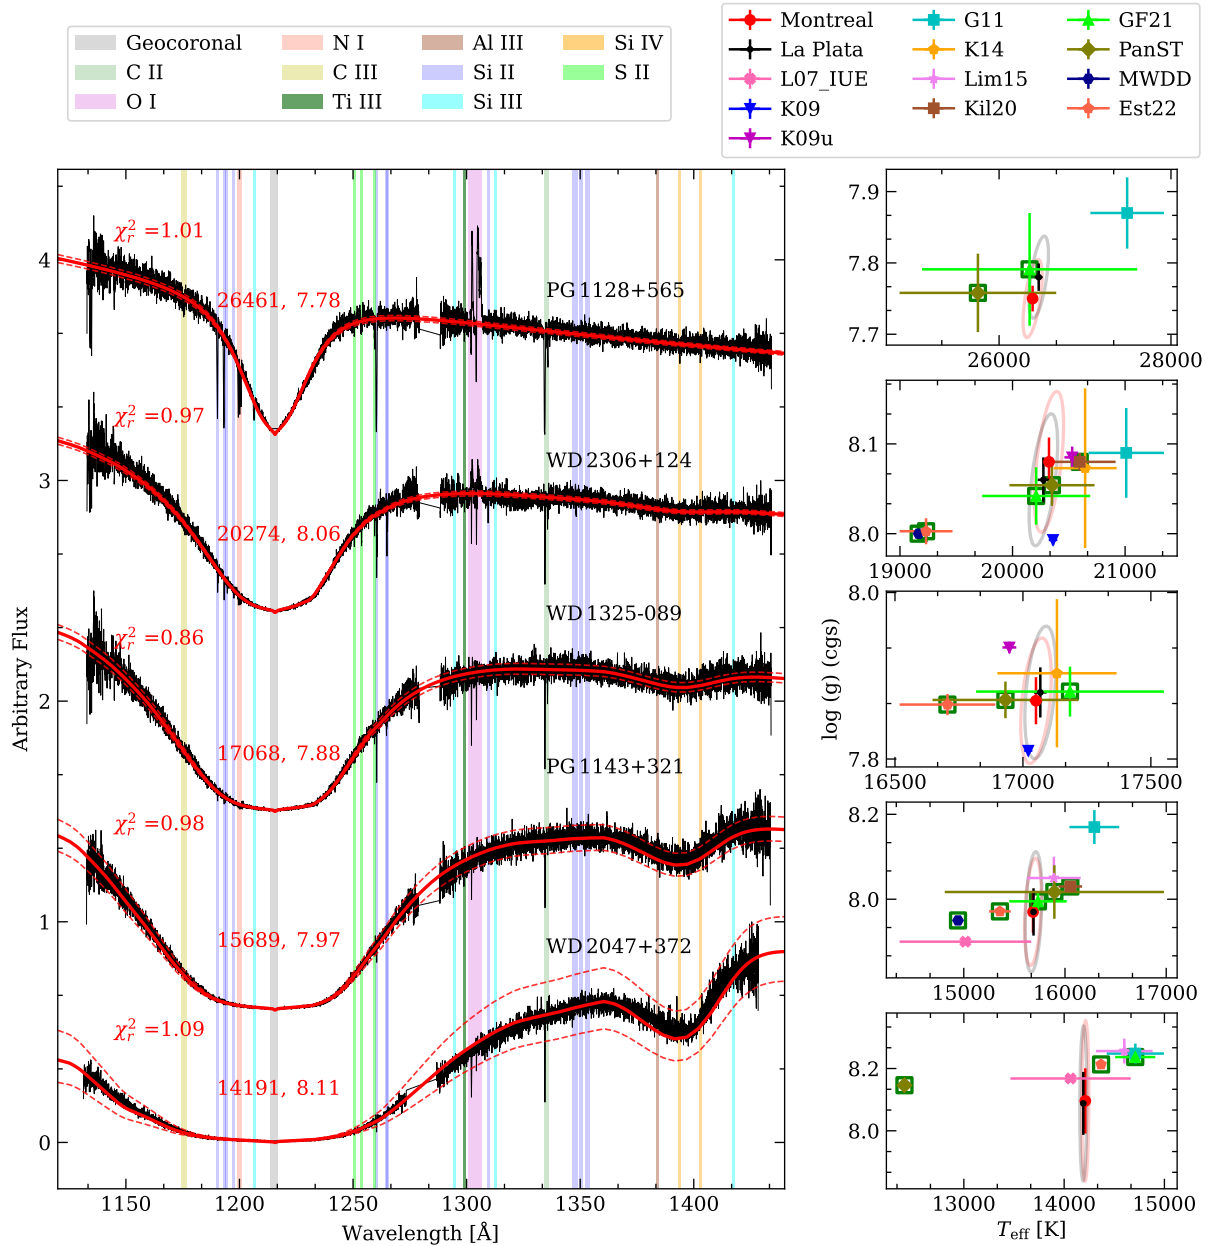 Geocoronal
C II
O I
N I
C III
Ti III
Al III
Si II
Si III
Si IV
S II
Montreal
La Plata
L07_IUE
K09
K09u
G11
K14
Lim15
Kil20
GF21
PanST
MWDD
Est22
χ²ᵣ =1.01
26461, 7.78
PG 1128+565
χ²ᵣ =0.97
20274, 8.06
WD 2306+124
χ²ᵣ =0.86
17068, 7.88
WD 1325-089
χ²ᵣ =0.98
15689, 7.97
PG 1143+321
χ²ᵣ =1.09
14191, 8.11
WD 2047+372
4
3
2
1
0
Arbitrary Flux
1150 1200 1250 1300 1350 1400
Wavelength [Å]
7.9
7.8
7.7
26000 28000
8.1
8.0
19000 20000 21000
8.0
7.8
16500 17000 17500
log (g) (cgs)
8.2
8.0
15000 16000 17000
8.2
8.0
13000 14000 15000
T_eff [K]